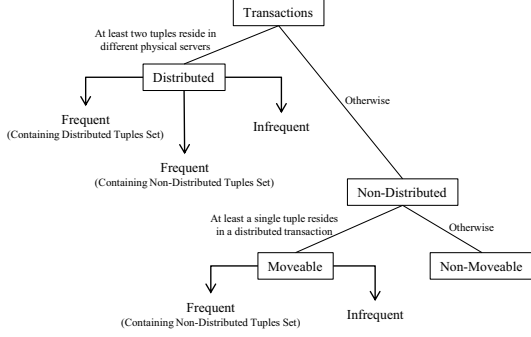 Transactions
At least two tuples reside in
different physical servers
Distributed
Otherwise
Frequent
(Containing Distributed Tuples Set)
Infrequent
Frequent
(Containing Non-Distributed Tuples Set)
Non-Distributed
At least a single tuple resides
in a distributed transaction
Otherwise
Moveable
Non-Moveable
Frequent
(Containing Non-Distributed Tuples Set)
Infrequent